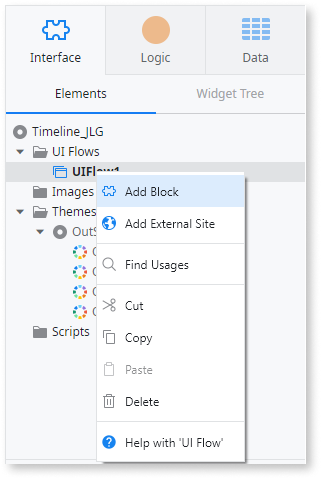 Interface
Logic
Data
Elements
Widget Tree
Timeline_JLG
UI Flows
UIFlow1
Add Block
Images
Add External Site
Themes
OutS
Find Usages
Cut
Scripts
Copy
Paste
Delete
Help with 'UI Flow'